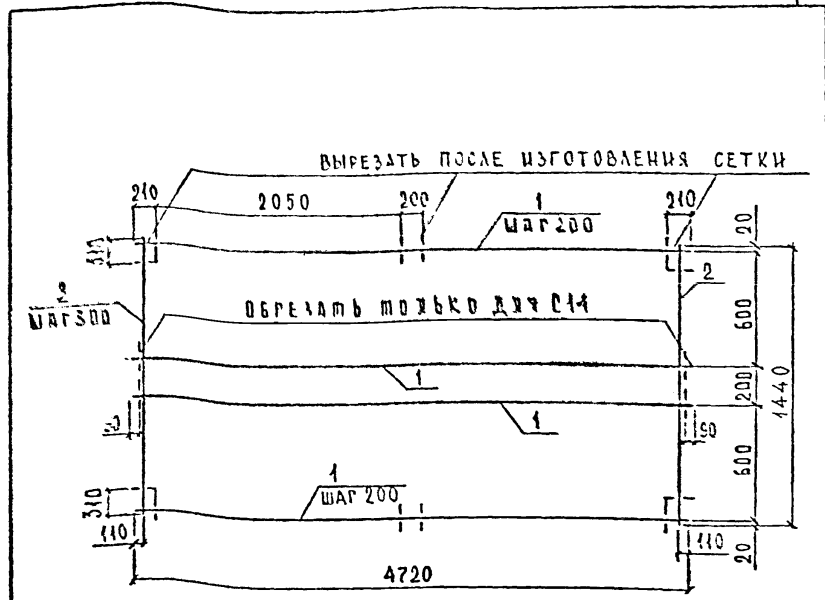 ВЫРЕЗАТЬ ПОСЛЕ ИЗГОТОВЛЕНИЯ СЕТКИ
210 2050 200 1 210 20
ШАГ 200
310
2 2
ШАГ 300 ОБРЕЗАТЬ ТОЛЬКО ДЛЯ С14 600
1 200 1440
90 1 90
600
310 1
ШАГ 200
110 110 20
4720